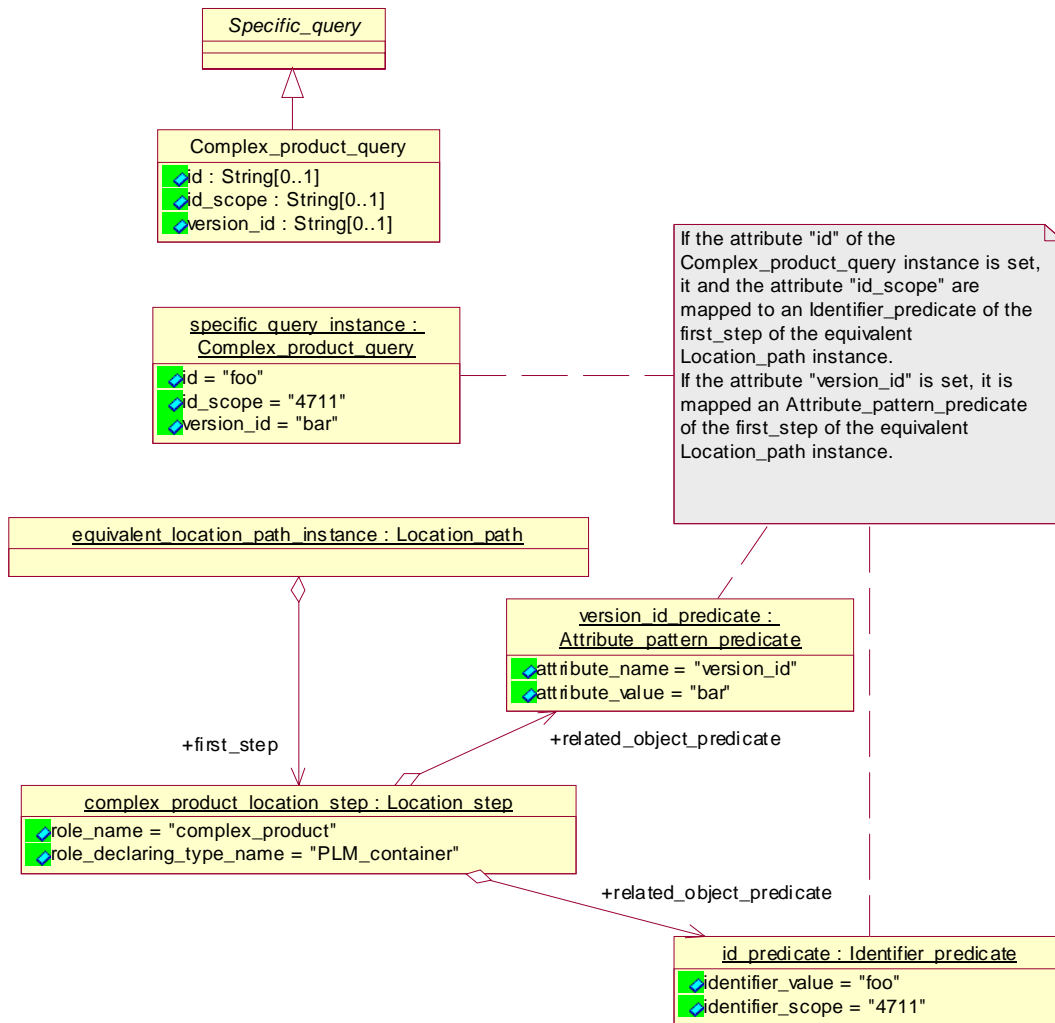 Specific_query
Complex_product_query
id : String[0..1]
id_scope : String[0..1]
version_id : String[0..1]
If the attribute "id" of the
Complex_product_query instance is set,
it and the attribute "id_scope" are
mapped to an Identifier_predicate of the
first_step of the equivalent
Location_path instance.
If the attribute "version_id" is set, it is
mapped an Attribute_pattern_predicate
of the first_step of the equivalent
Location_path instance.
specific_query_instance :
Complex_product_query
id = "foo"
id_scope = "4711"
version_id = "bar"
equivalent_location_path_instance : Location_path
version_id_predicate :
Attribute_pattern_predicate
attribute_name = "version_id"
attribute_value = "bar"
+first_step
+related_object_predicate
complex_product_location_step : Location_step
role_name = "complex_product"
role_declaring_type_name = "PLM_container"
+related_object_predicate
id_predicate : Identifier_predicate
identifier_value = "foo"
identifier_scope = "4711"